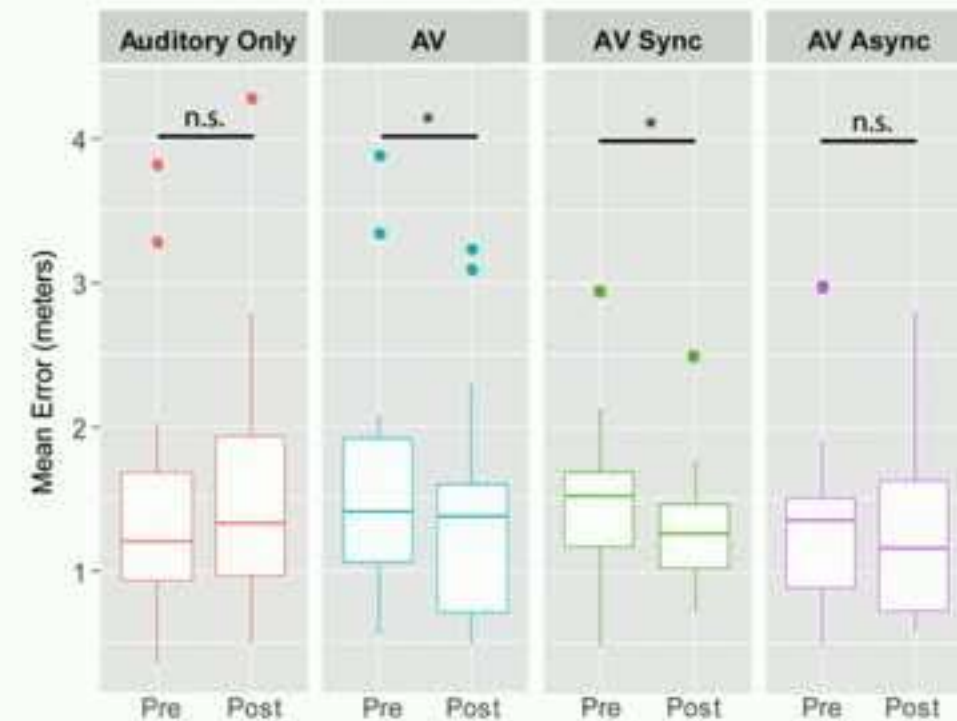 Auditory Only AV AV Sync AV Async
n.s. * * n.s.
4
3
2
1
Mean Error (meters)
Pre Post Pre Post Pre Post Pre Post